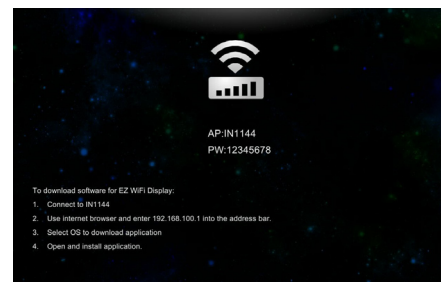 AP:IN1144
PW:12345678
To download software for EZ WiFi Display:
1. Connect to IN1144
2. Use internet browser and enter 192.168.100.1 into the address bar.
3. Select OS to download application
4. Open and install application.